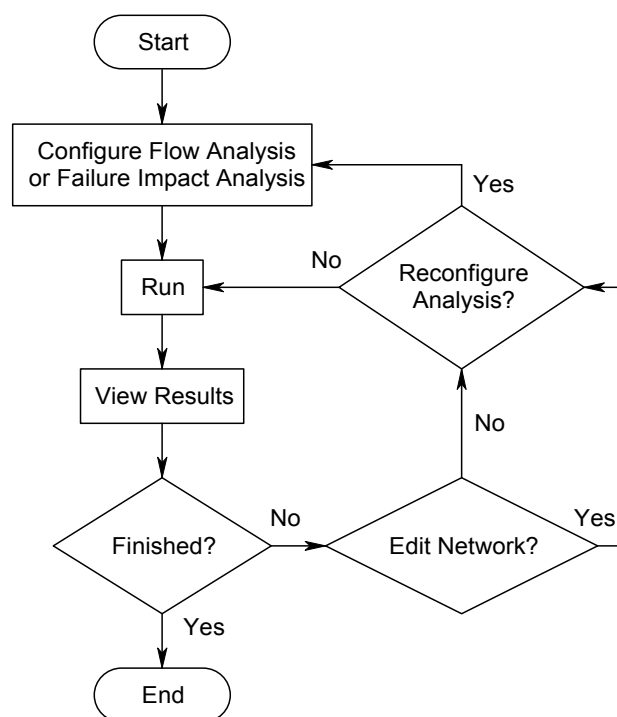 Start
Configure Flow Analysis
or Failure Impact Analysis
Yes
No
Run
Reconfigure
Analysis?
View Results
No
No
Yes
Finished?
Edit Network?
Yes
End